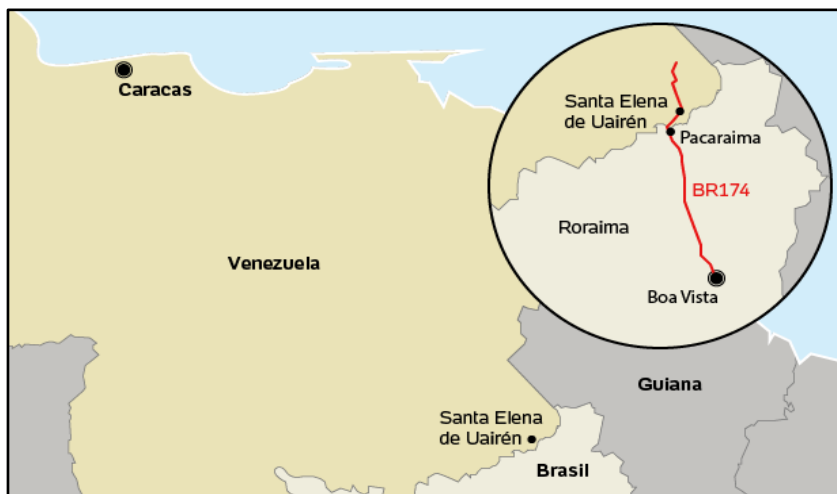 Caracas
Venezuela
Santa Elena
de Uairén
Pacaraima
BR174
Roraima
Boa Vista
Guiana
Santa Elena
de Uairén
Brasil